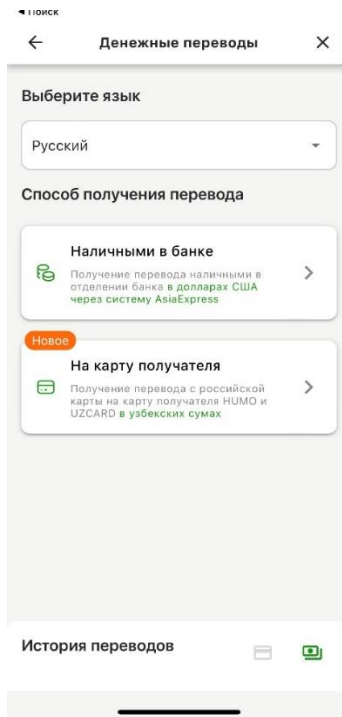 ◀ Поиск
Денежные переводы
Выберите язык
Русский
Способ получения перевода
Наличными в банке
Получение перевода наличными в
отделении банка в долларах США
через систему AsiaExpress
Новое
На карту получателя
Получение перевода с российской
карты на карту получателя HUMO и
UZCARD в узбекских сумах
История переводов